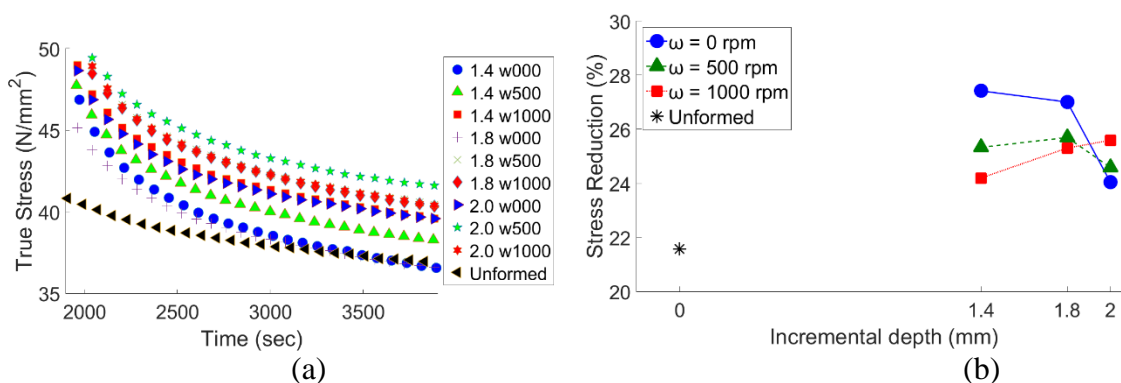 50
45
40
35
True Stress (N/mm²)
2000 2500 3000 3500
Time (sec)
1.4 w000
1.4 w500
1.4 w1000
1.8 w000
1.8 w500
1.8 w1000
2.0 w000
2.0 w500
2.0 w1000
Unformed
(a)
30
28
26
24
22
20
Stress Reduction (%)
ω = 0 rpm
ω = 500 rpm
ω = 1000 rpm
Unformed
0 1.4 1.8 2
Incremental depth (mm)
(b)